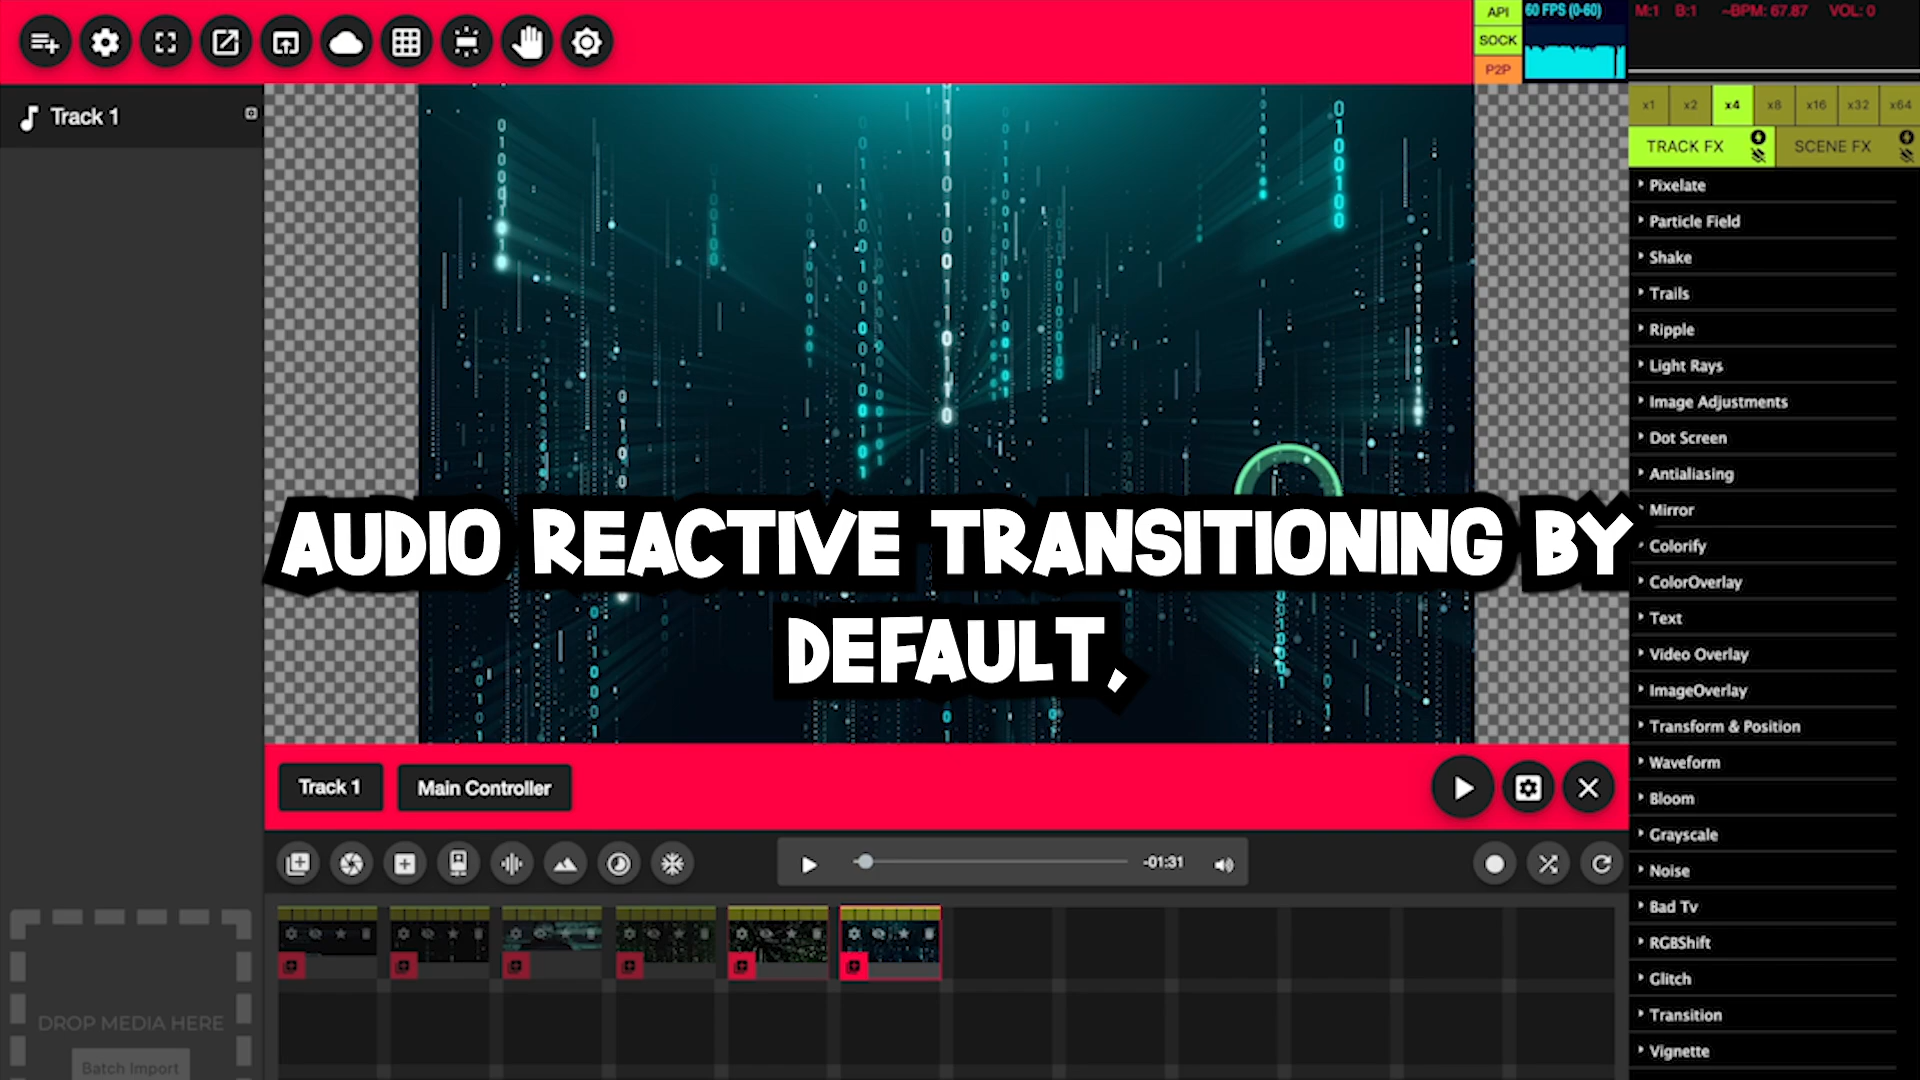 API
60 FPS (0-60)
M:1 B:1 ~BPM: 67.87 VOL: 0
SOCK
P2P
Track 1
x1 x2 x4 x8 x16 x32 x64
TRACK FX SCENE FX
Pixelate
Particle Field
Shake
Trails
Ripple
Light Rays
Image Adjustments
Dot Screen
Antialiasing
Mirror
Colorify
ColorOverlay
Text
Video Overlay
ImageOverlay
Transform & Position
Waveform
Bloom
Grayscale
Noise
Bad Tv
RGBShift
Glitch
Transition
Vignette
AUDIO REACTIVE TRANSITIONING BY
DEFAULT,
Track 1 Main Controller
-01:31
DROP MEDIA HERE
Batch Import